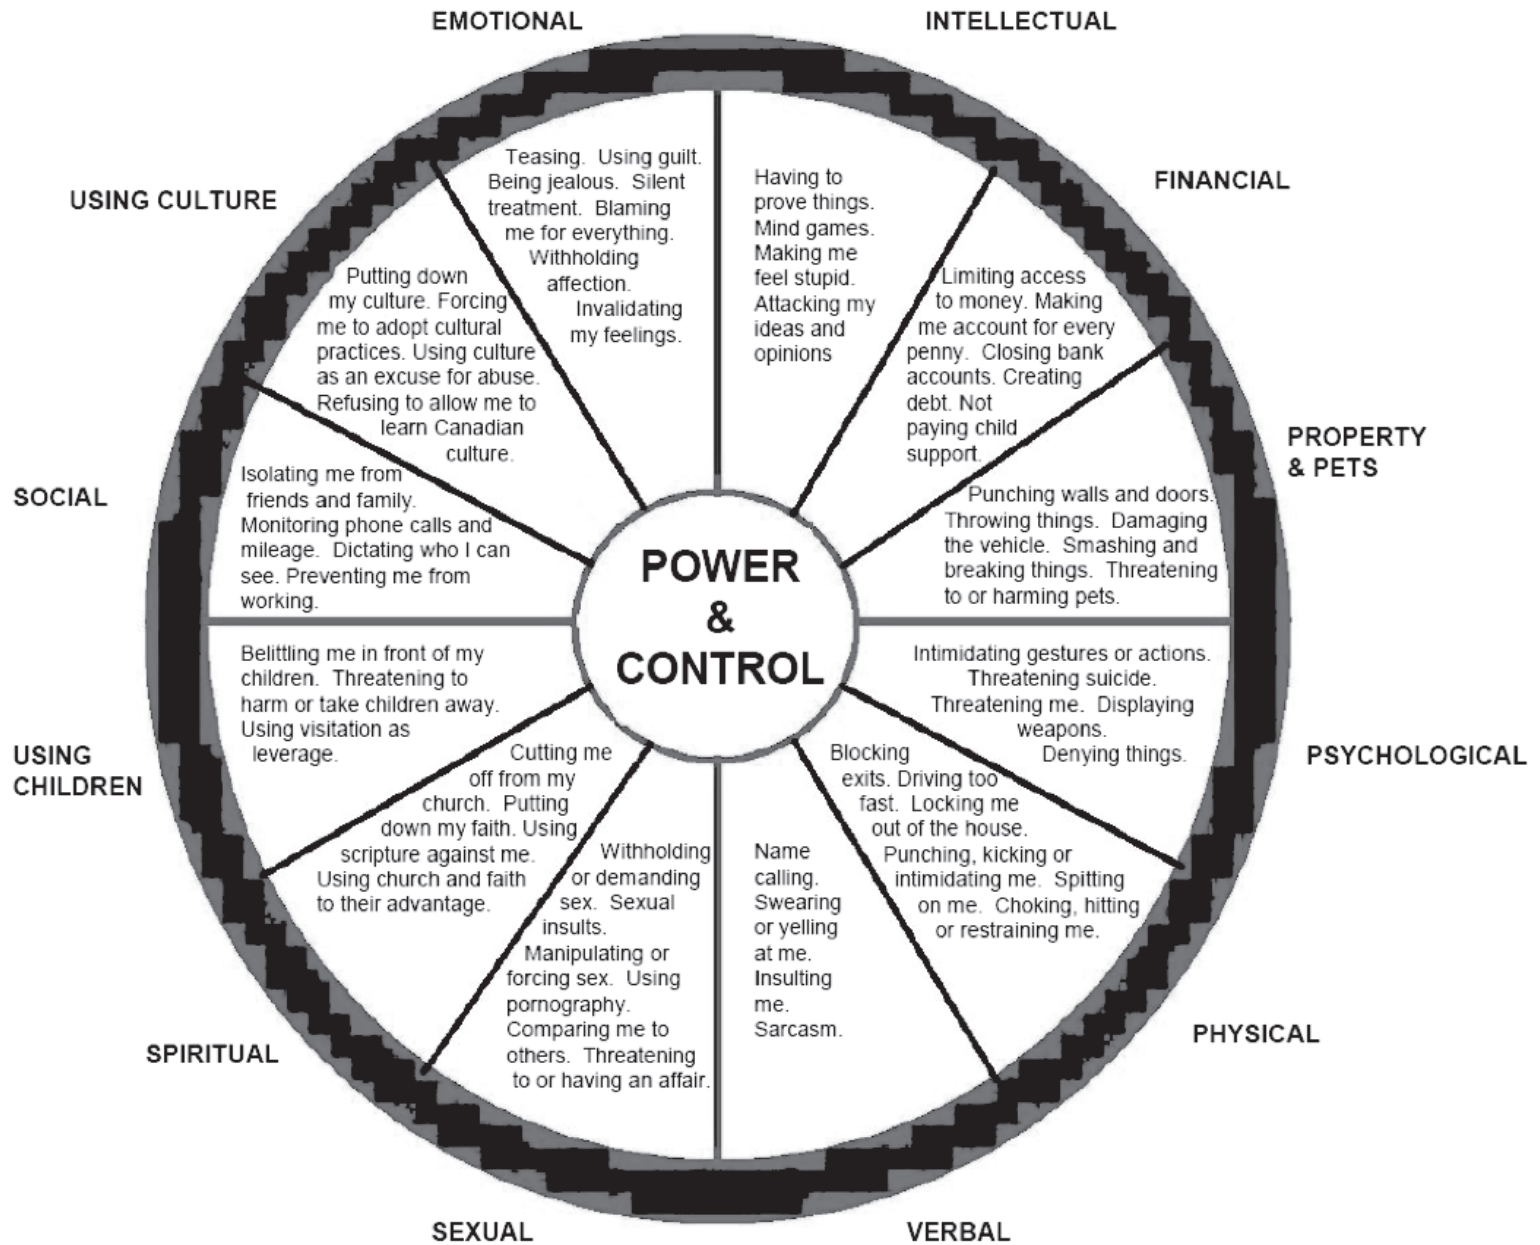 EMOTIONAL
Teasing. Using guilt.
Being jealous. Silent
treatment. Blaming
me for everything.
Withholding
affection.
Invalidating
my feelings.
INTELLECTUAL
Having to
prove things.
Mind games.
Making me
feel stupid.
Attacking my
ideas and
opinions
FINANCIAL
Limiting access
to money. Making
me account for every
penny. Closing bank
accounts. Creating
debt. Not
paying child
support.
PROPERTY
& PETS
Punching walls and doors.
Throwing things. Damaging
the vehicle. Smashing and
breaking things. Threatening
to or harming pets.
PSYCHOLOGICAL
Intimidating gestures or actions.
Threatening suicide.
Threatening me. Displaying
weapons.
Denying things.
PHYSICAL
Blocking
exits. Driving too
fast. Locking me
out of the house.
Punching, kicking or
intimidating me. Spitting
on me. Choking, hitting
or restraining me.
VERBAL
Name
calling.
Swearing
or yelling
at me.
Insulting
me.
Sarcasm.
SEXUAL
Withholding
or demanding
sex. Sexual
insults.
Manipulating or
forcing sex. Using
pornography.
Comparing me to
others. Threatening
to or having an affair.
SPIRITUAL
Cutting me
off from my
church. Putting
down my faith. Using
scripture against me.
Using church and faith
to their advantage.
USING
CHILDREN
Belittling me in front of my
children. Threatening to
harm or take children away.
Using visitation as
leverage.
SOCIAL
Isolating me from
friends and family.
Monitoring phone calls and
mileage. Dictating who I can
see. Preventing me from
working.
USING CULTURE
Putting down
my culture. Forcing
me to adopt cultural
practices. Using culture
as an excuse for abuse.
Refusing to allow me to
learn Canadian
culture.
POWER
&
CONTROL